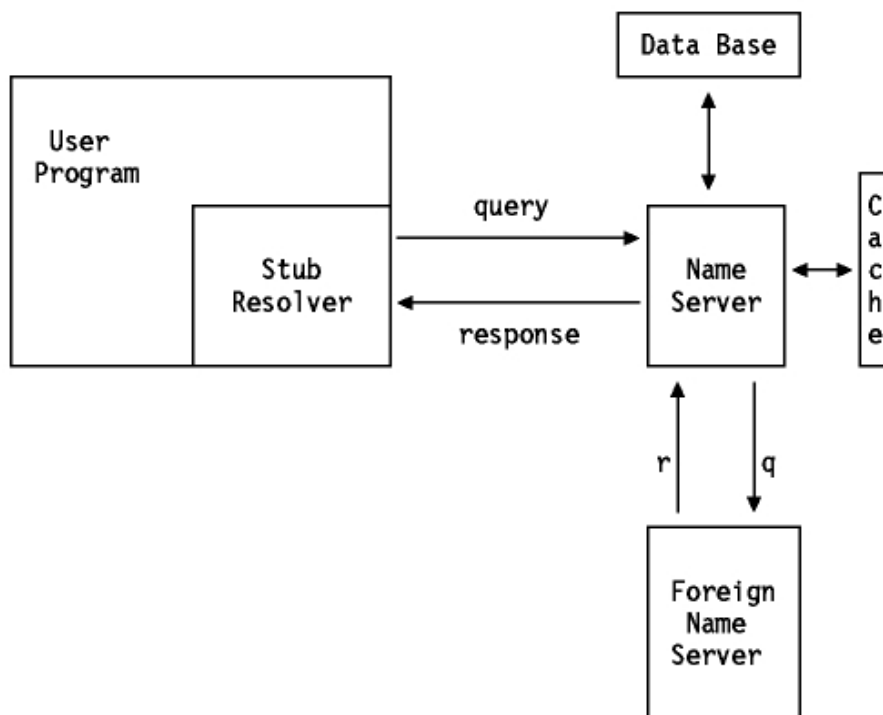 Data Base
User
Program
query
Stub
Resolver
response
Name
Server
C
a
c
h
e
r
q
Foreign
Name
Server